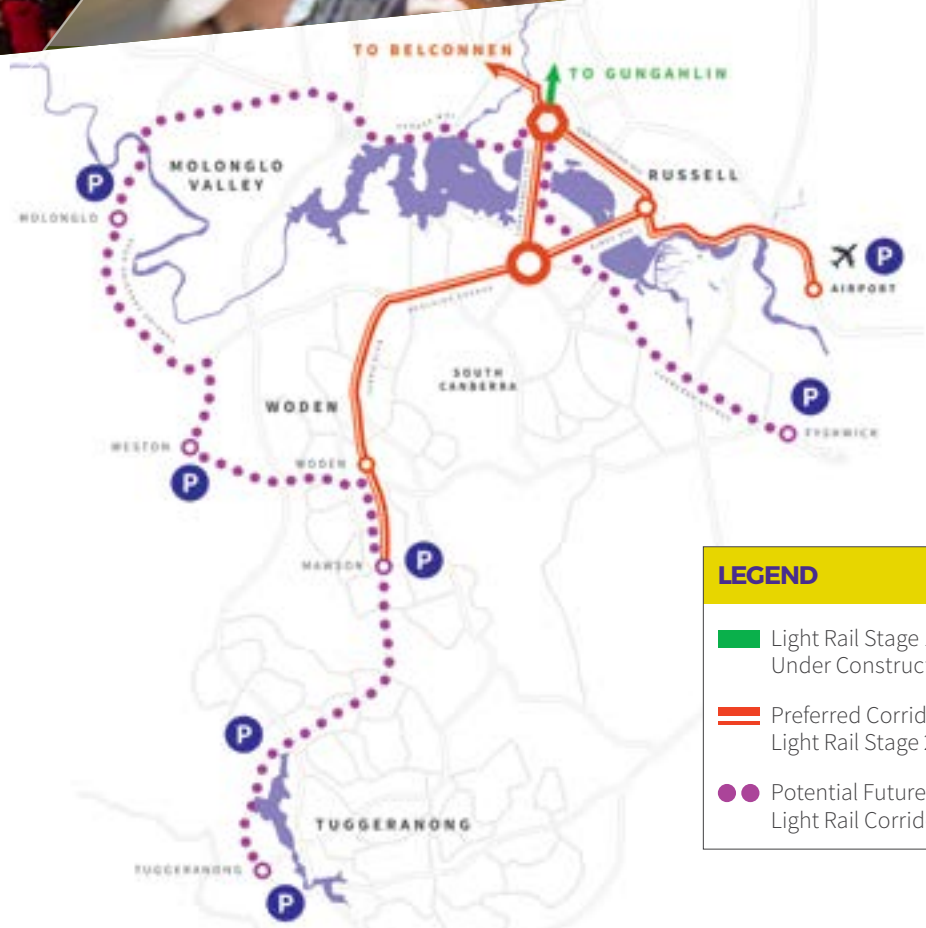 TO BELCONNEN
TO GUNGAHLIN
MOLONGLO
VALLEY
RUSSELL
P
MOLONGLO
P
AIRPORT
SOUTH
CANBERRA
P
WODEN
FYSHWICK
WESTON
WODEN
P
MAWSON
P
P
TUGGERANONG
TUGGERANONG
P
LEGEND
Light Rail Stage
Under Construc
Preferred Corrid
Light Rail Stage 2
Potential Future
Light Rail Corrid